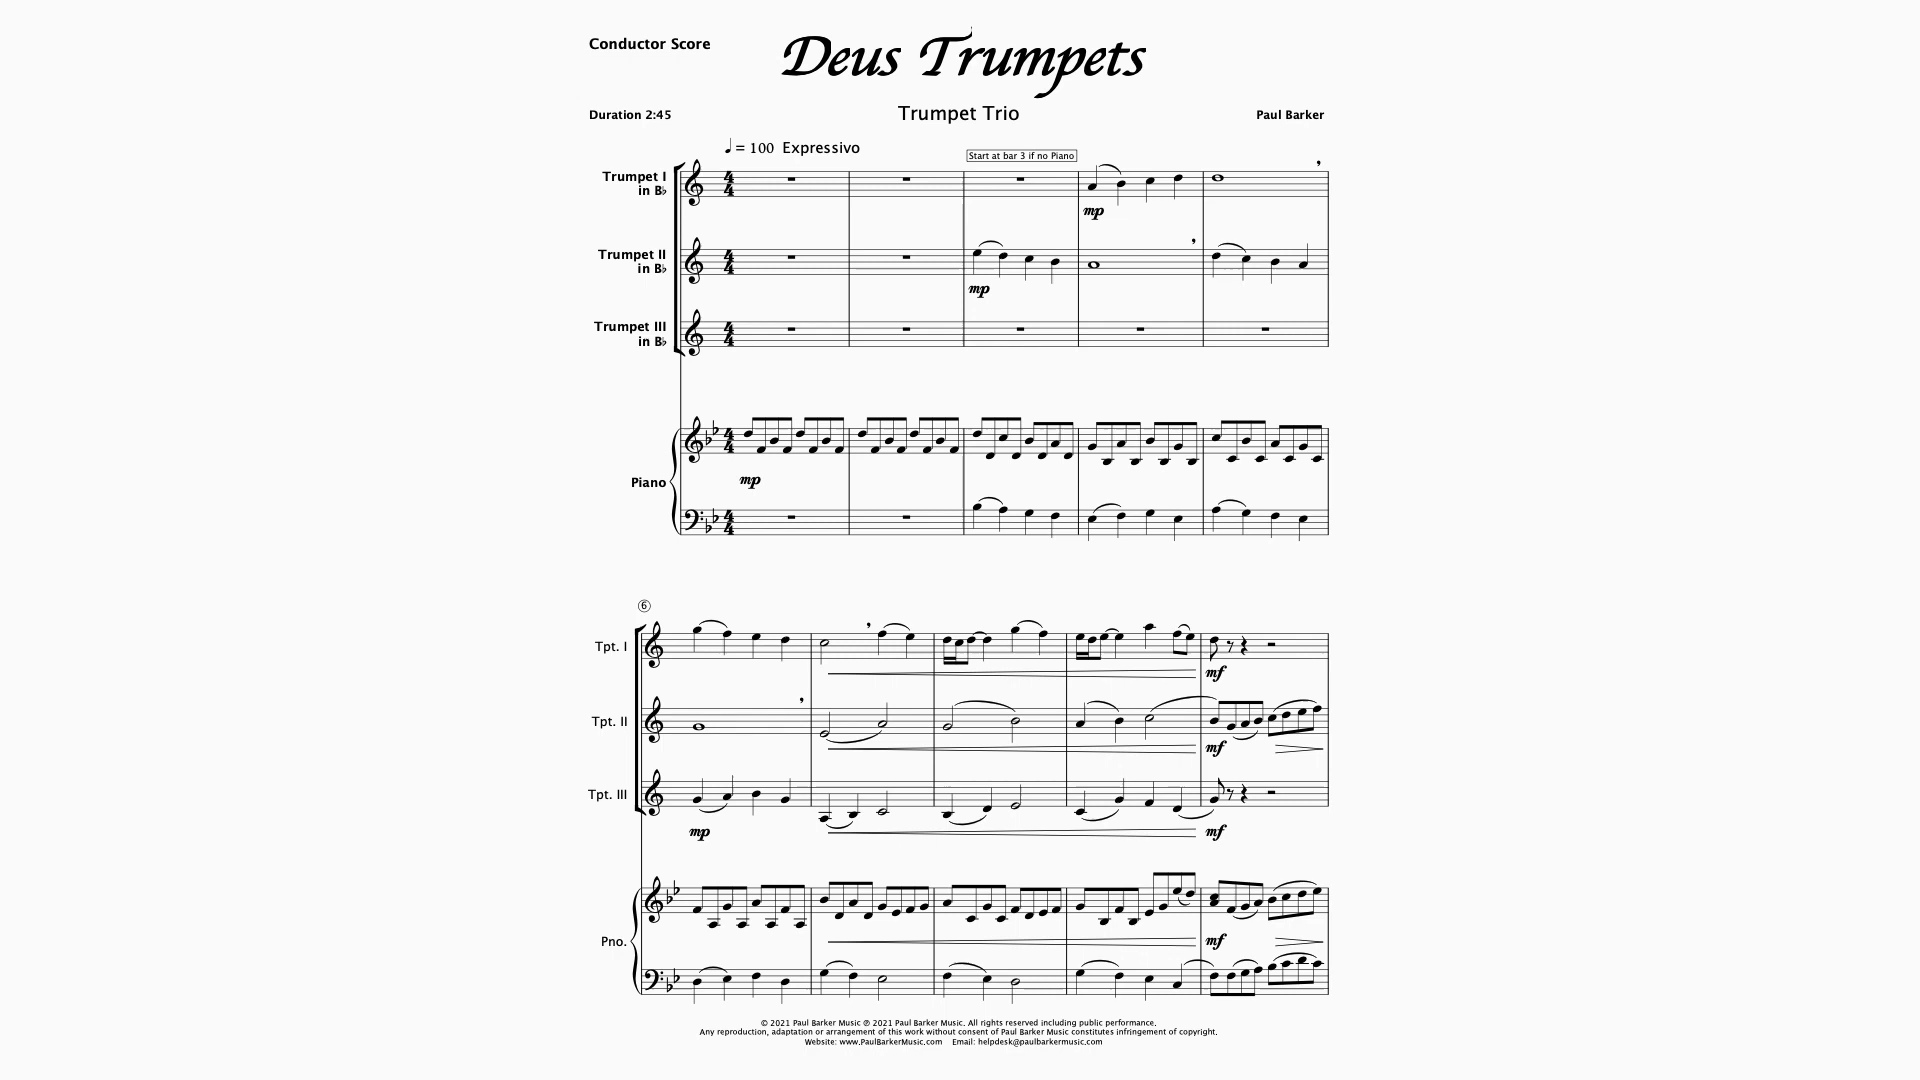 Conductor Score
Deus Trumpets
Duration 2:45
Trumpet Trio
Paul Barker
♩ = 100 Expressivo
Start at bar 3 if no Piano
Trumpet I
in B♭
mp
Trumpet II
in B♭
mp
Trumpet III
in B♭
Piano
mp
6
Tpt. I
mf
Tpt. II
mf
Tpt. III
mp
mf
Pno.
mf
© 2021 Paul Barker Music ℗ 2021 Paul Barker Music. All rights reserved including public performance.
Any reproduction, adaptation or arrangement of this work without consent of Paul Barker Music constitutes infringement of copyright.
Website: www.PaulBarkerMusic.com Email: helpdesk@paulbarkermusic.com